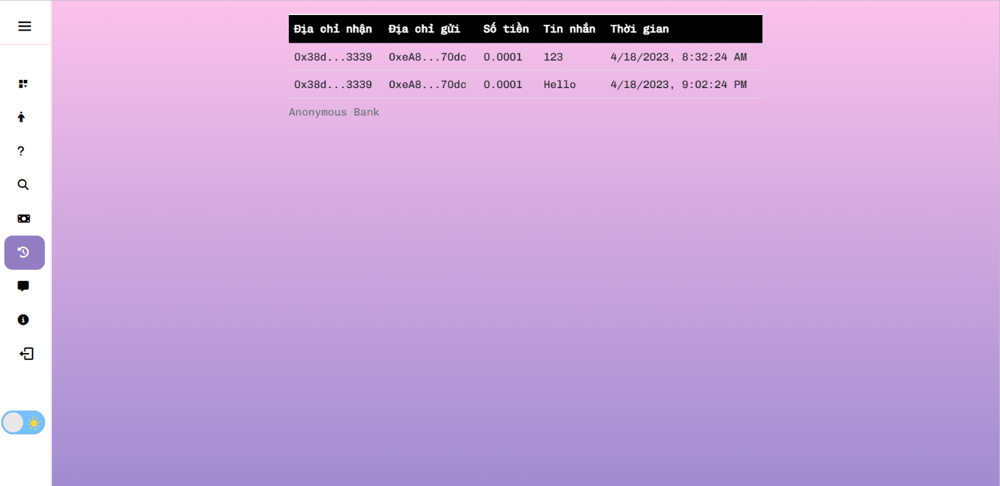 Địa chỉ nhận Địa chỉ gửi Số tiền Tin nhắn Thời gian
0x38d...3339 0xeA8...70dc 0.0001 123 4/18/2023, 8:32:24 AM
0x38d...3339 0xeA8...70dc 0.0001 Hello 4/18/2023, 9:02:24 PM
Anonymous Bank